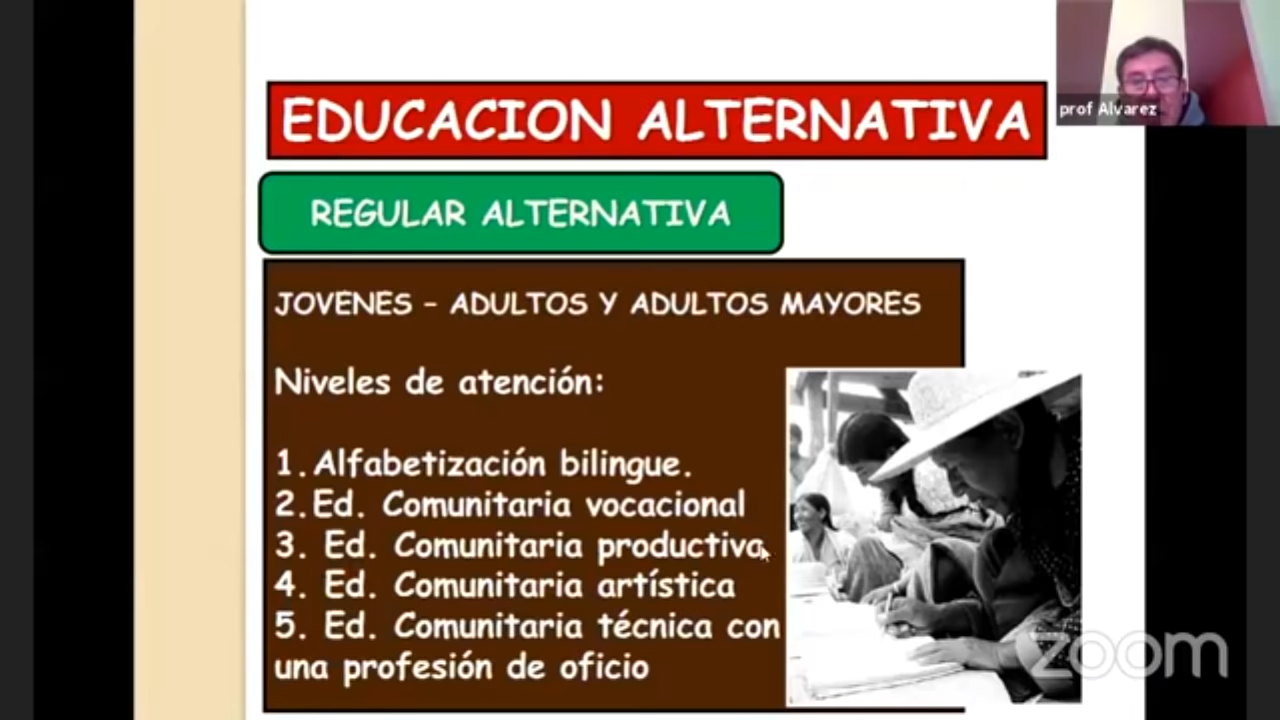 EDUCACION ALTERNATIVA
prof Alvarez
REGULAR ALTERNATIVA
JOVENES - ADULTOS Y ADULTOS MAYORES
Niveles de atención:
1. Alfabetización bilingue.
2. Ed. Comunitaria vocacional
3. Ed. Comunitaria productiva
4. Ed. Comunitaria artística
5. Ed. Comunitaria técnica con
una profesión de oficio
zoom